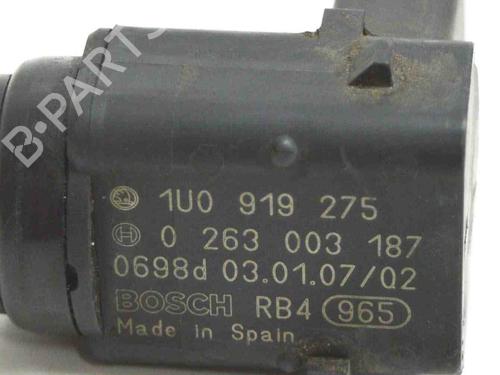 B-PARTS
1U0 919 275
0 263 003 187
0698d 03.01.07/02
BOSCH RB4 965
Made in Spain